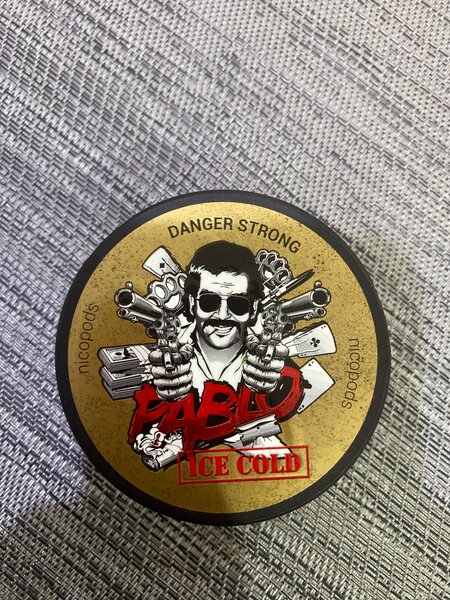 DANGER STRONG
nicopods
nicopods
PABLO
ICE COLD